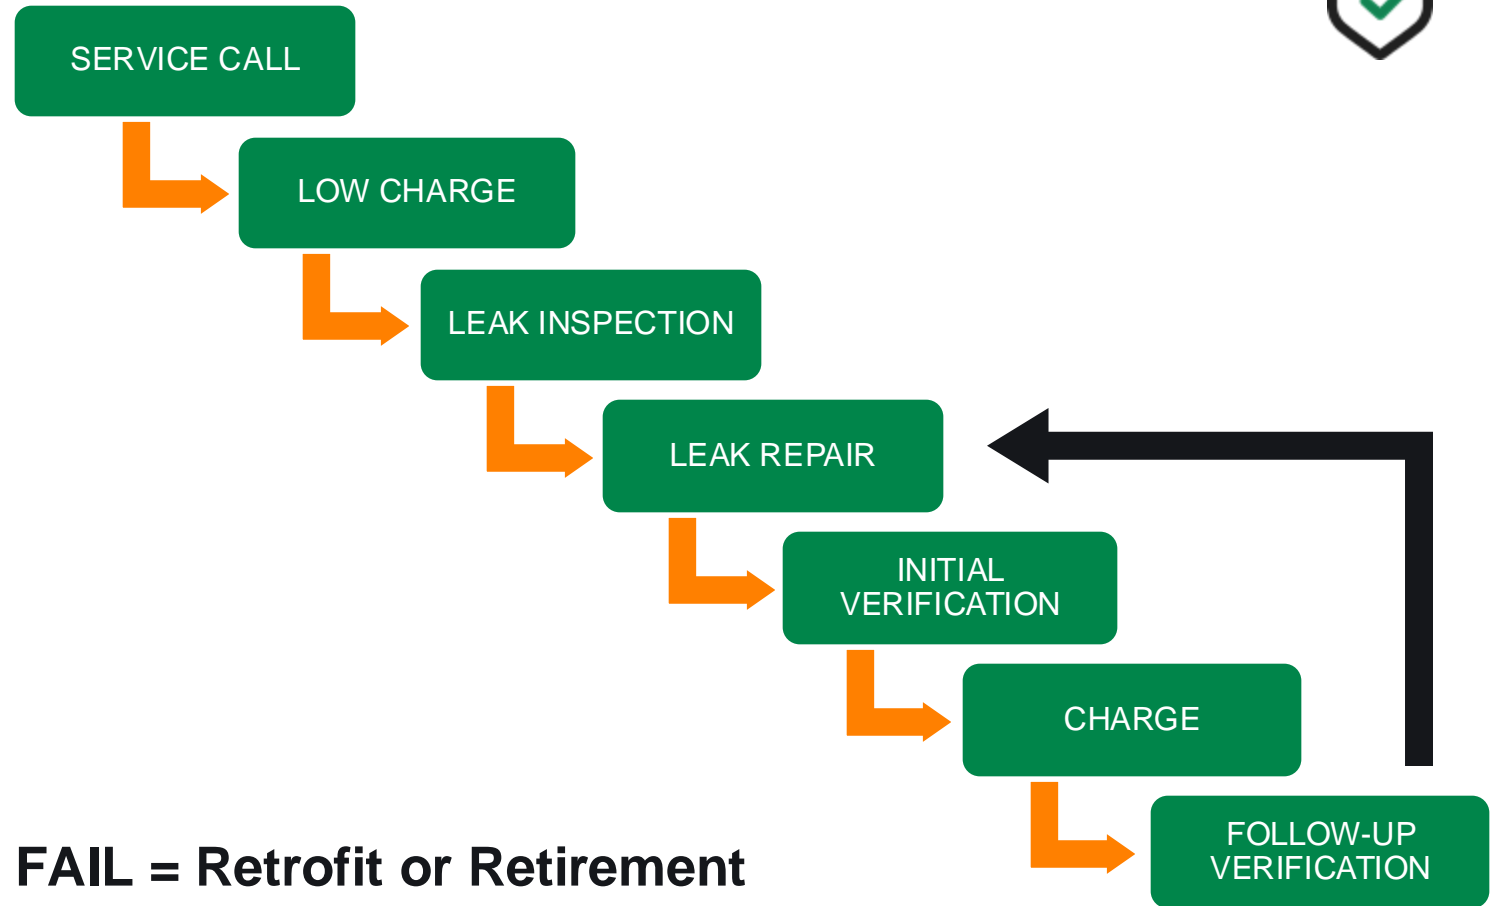 SERVICE CALL
LOW CHARGE
LEAK INSPECTION
LEAK REPAIR
INITIAL
VERIFICATION
CHARGE
FOLLOW-UP
VERIFICATION
FAIL = Retrofit or Retirement